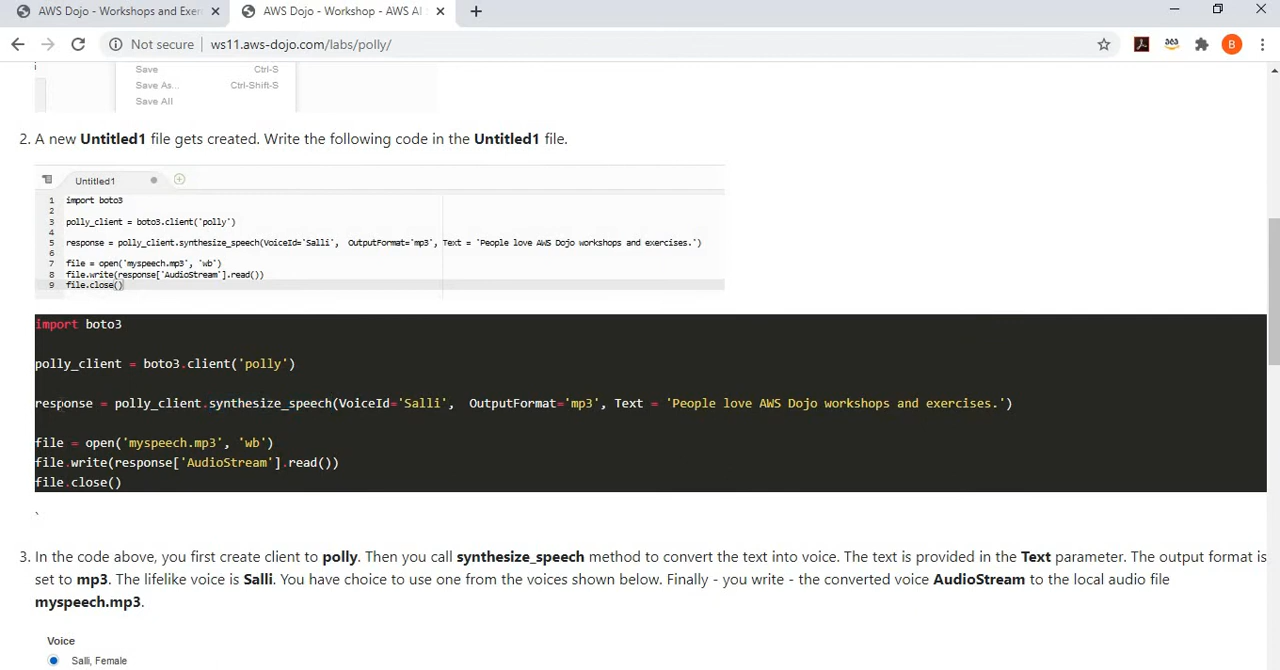 AWS Dojo - Workshops and Exer
AWS Dojo - Workshop - AWS AI
Not secure | ws11.aws-dojo.com/labs/polly/
B
Save Ctrl-S
Save As... Ctrl-Shift-S
Save All
2. A new Untitled1 file gets created. Write the following code in the Untitled1 file.
Untitled1
1 import boto3
2
3 polly_client = boto3.client('polly')
4
5 response = polly_client.synthesize_speech(VoiceId='Salli', OutputFormat='mp3', Text = 'People love AWS Dojo workshops and exercises.')
6
7 file = open('myspeech.mp3', 'wb')
8 file.write(response['AudioStream'].read())
9 file.close()
import boto3
polly_client = boto3.client('polly')
response = polly_client.synthesize_speech(VoiceId='Salli', OutputFormat='mp3', Text = 'People love AWS Dojo workshops and exercises.')
file = open('myspeech.mp3', 'wb')
file.write(response['AudioStream'].read())
file.close()
`
3. In the code above, you first create client to polly. Then you call synthesize_speech method to convert the text into voice. The text is provided in the Text parameter. The output format is
set to mp3. The lifelike voice is Salli. You have choice to use one from the voices shown below. Finally - you write - the converted voice AudioStream to the local audio file
myspeech.mp3.
Voice
Salli, Female